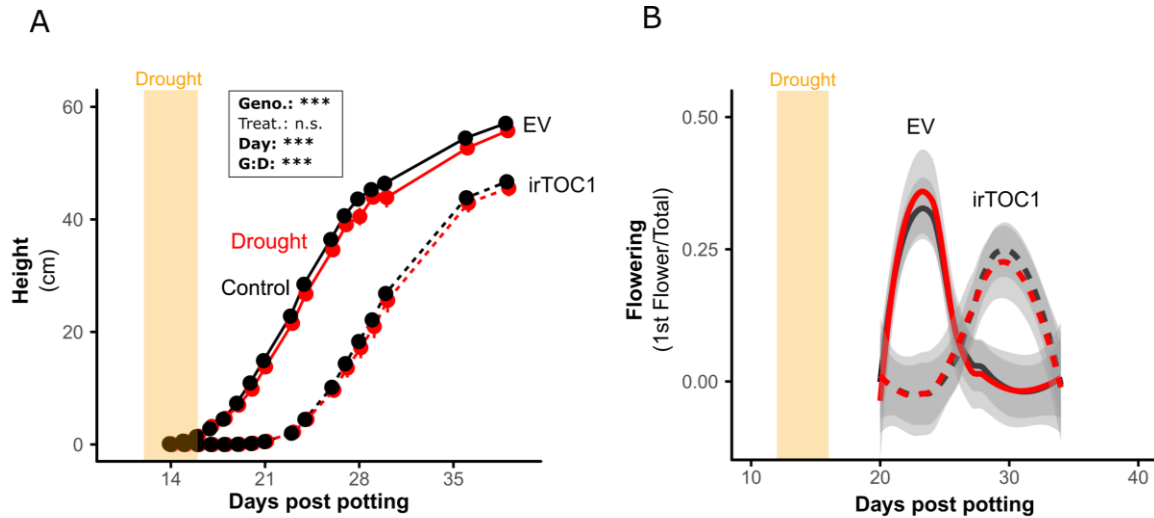 A
Drought
60
40
20
0
Height
(cm)
Geno.: ***
Treat.: n.s.
Day: ***
G:D: ***
EV
irTOC1
Drought
Control
14
21
28
35
Days post potting
B
Drought
0.50
0.25
0.00
Flowering
(1st Flower/Total)
EV
irTOC1
10
20
30
40
Days post potting